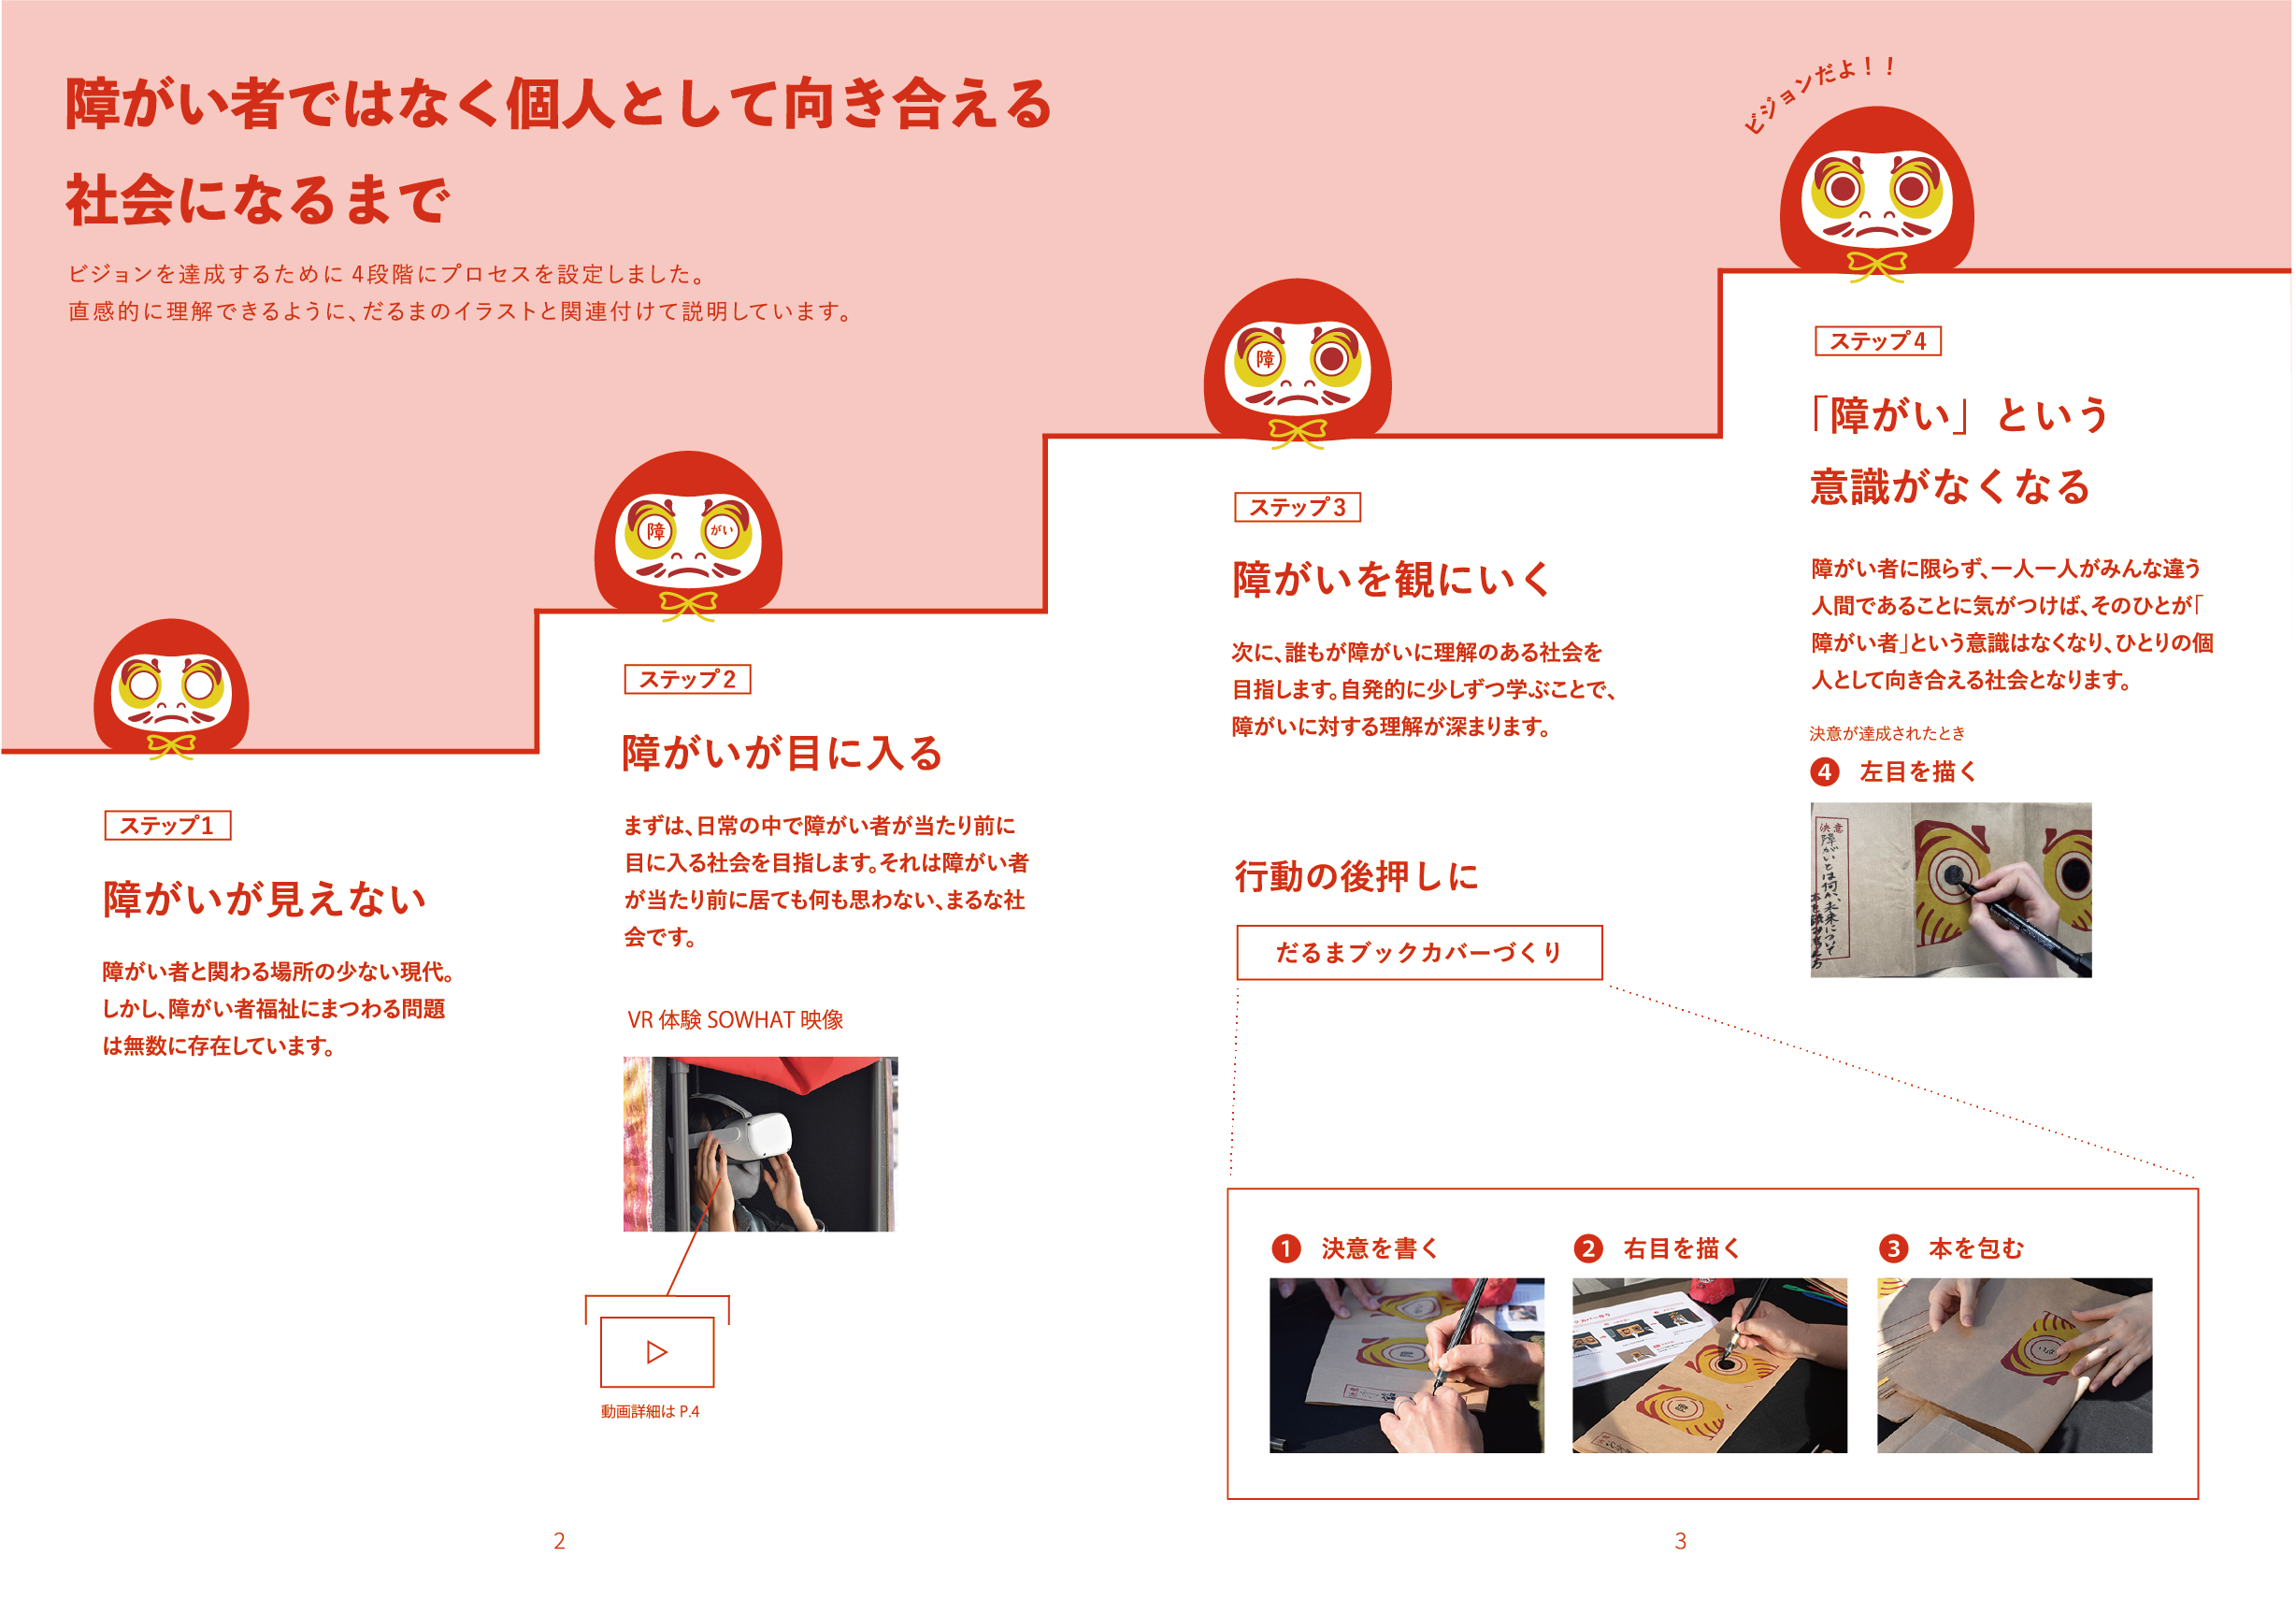 障がい者ではなく個人として向き合える
社会になるまで
ビジョンを達成するために 4段階にプロセスを設定しました。
直感的に理解できるように、だるまのイラストと関連付けて説明しています。
ステップ1
障がいが見えない
障がい者と関わる場所の少ない現代。
しかし、障がい者福祉にまつわる問題
は無数に存在しています。
障
がい
ステップ2
障がいが目に入る
まずは、日常の中で障がい者が当たり前に
目に入る社会を目指します。それは障がい者
が当たり前に居ても何も思わない、まるな社
会です。
VR 体験 SOWHAT 映像
動画詳細は P.4
2
障
ステップ3
障がいを観にいく
次に、誰もが障がいに理解のある社会を
目指します。自発的に少しずつ学ぶことで、
障がいに対する理解が深まります。
行動の後押しに
だるまブックカバーづくり
1 決意を書く
2 右目を描く
障
3 本を包む
がい
ビジョンだよ！！
ステップ4
「障がい」という
意識がなくなる
障がい者に限らず、一人一人がみんな違う
人間であることに気がつけば、そのひとが「
障がい者」という意識はなくなり、ひとりの個
人として向き合える社会となります。
決意が達成されたとき
4 左目を描く
決意
障がいとは何か、未来について
3